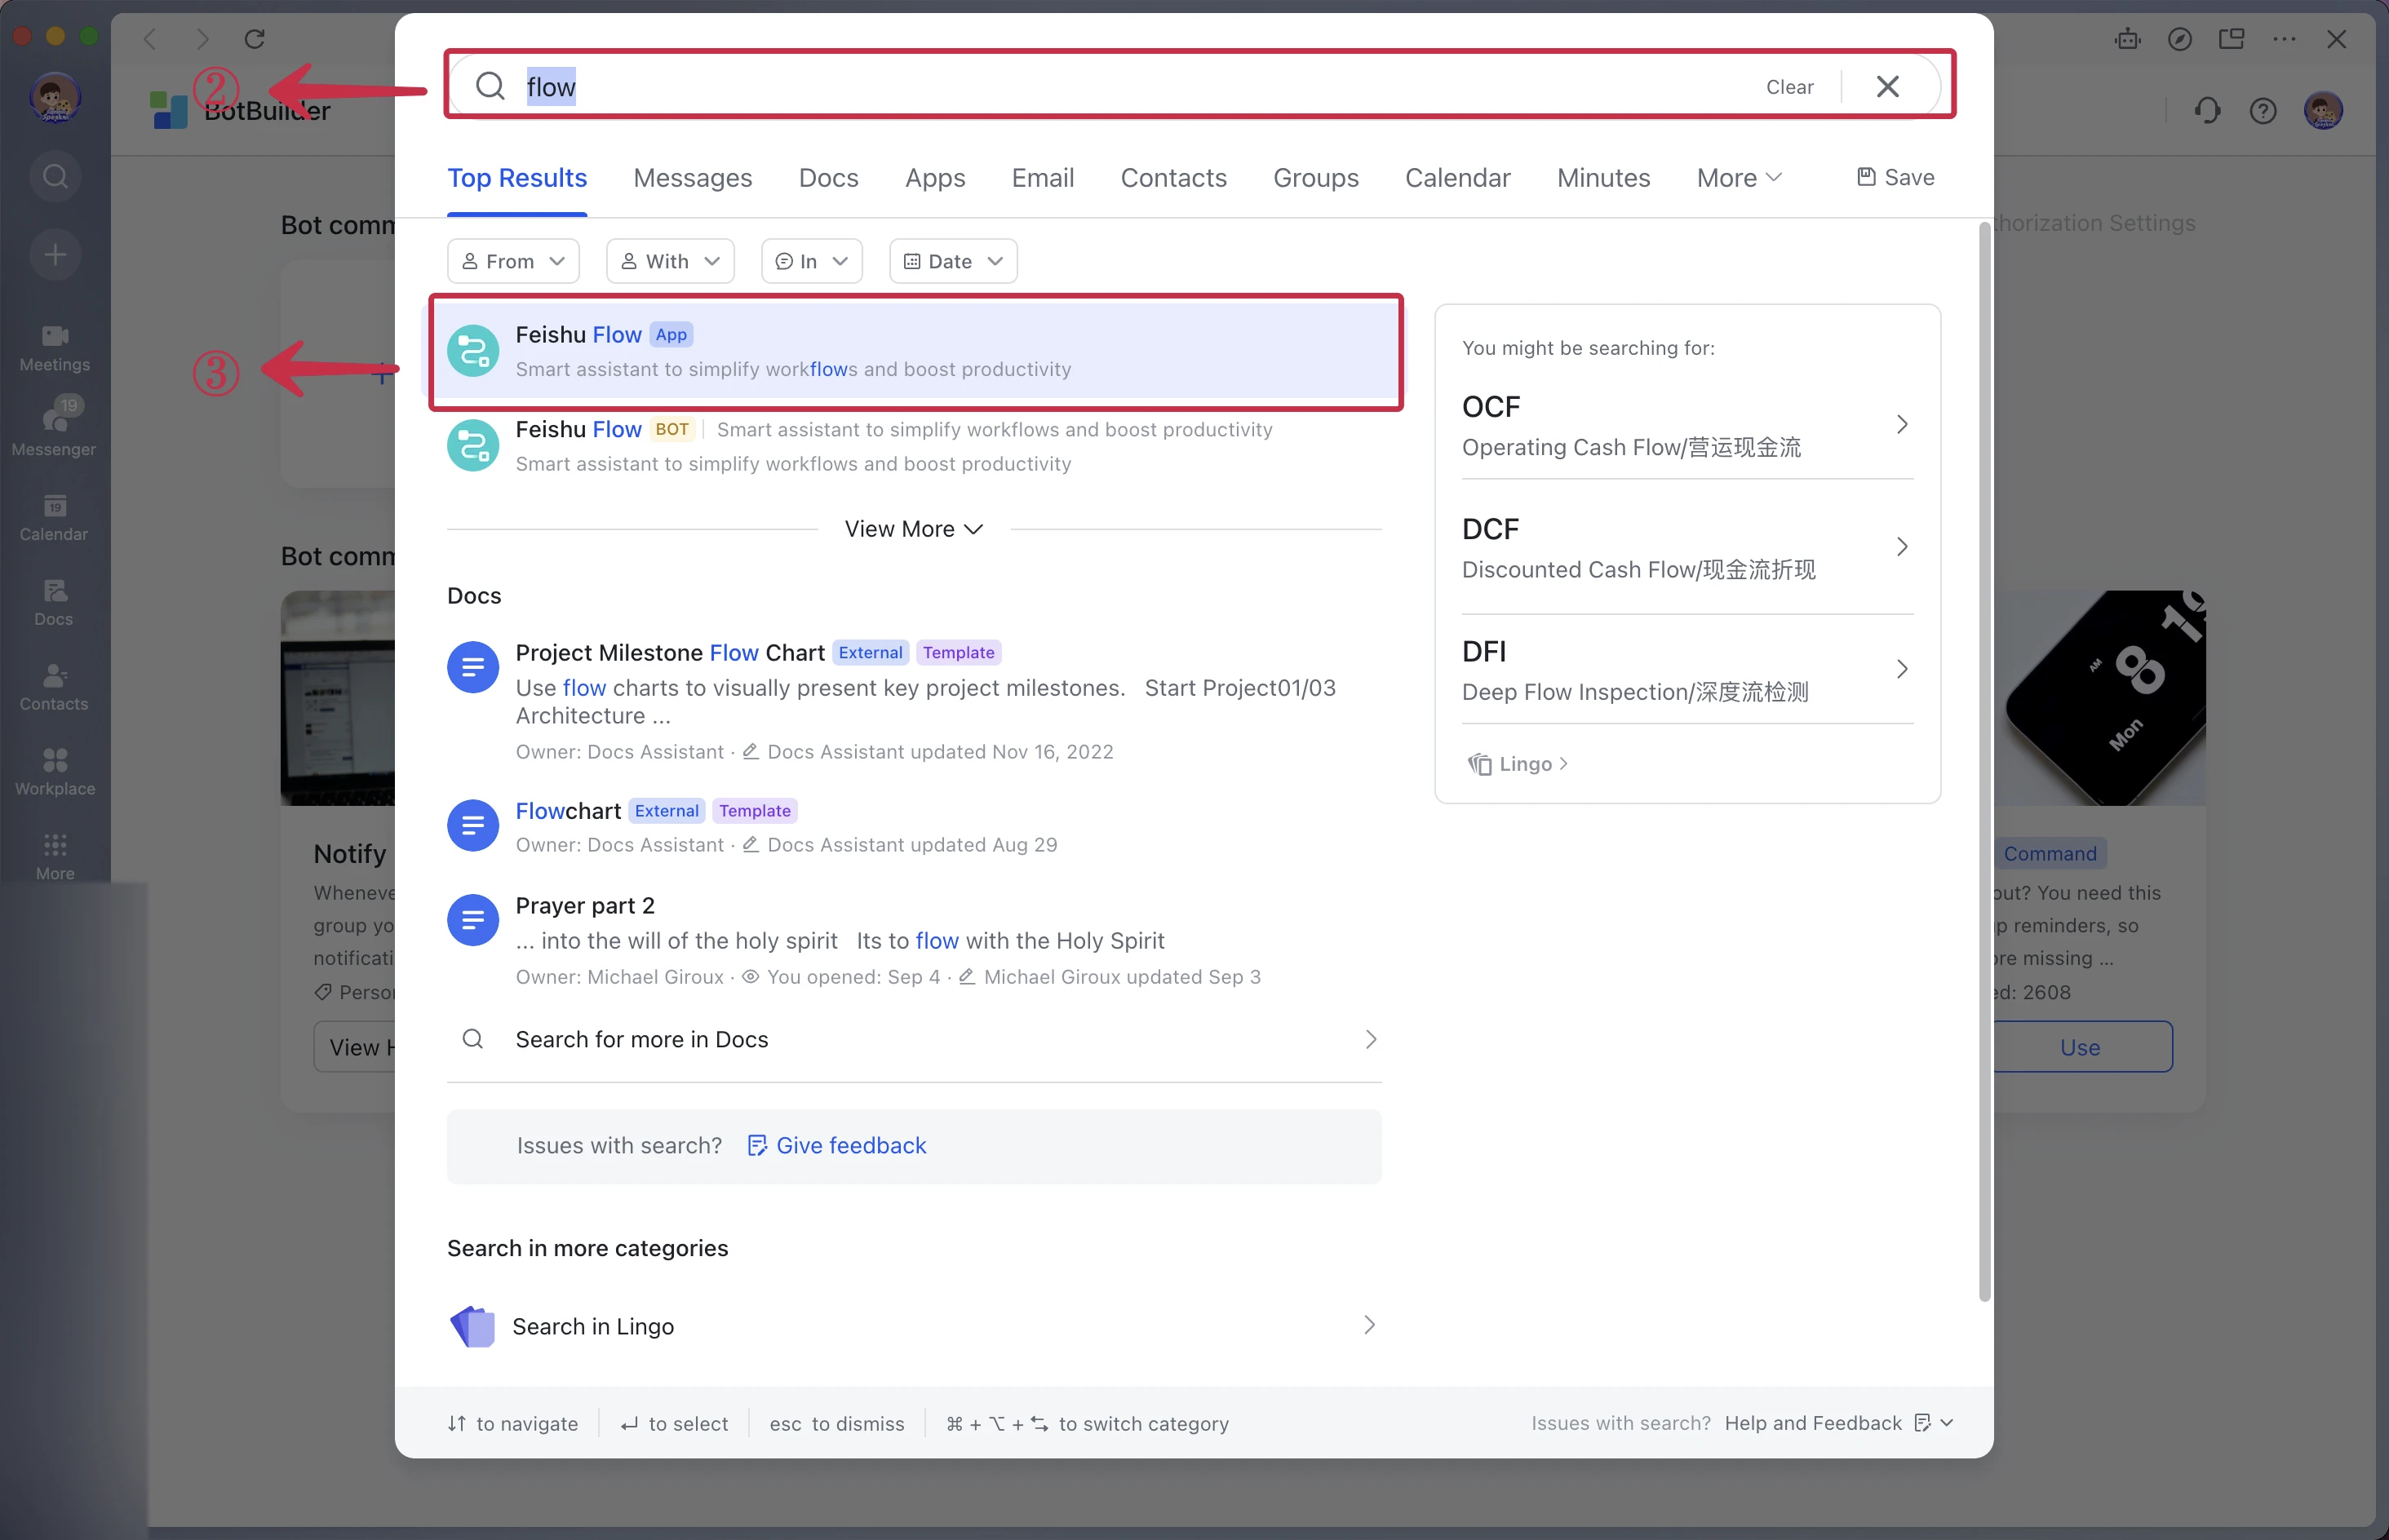 ②
BotBuilder
flow
Clear
Top Results
Messages
Docs
Apps
Email
Contacts
Groups
Calendar
Minutes
More
Save
From
With
In
Date
Bot comm
thorization Settings
③
Feishu Flow App
Smart assistant to simplify workflows and boost productivity
Feishu Flow BOT Smart assistant to simplify workflows and boost productivity
Smart assistant to simplify workflows and boost productivity
View More
Docs
Project Milestone Flow Chart External Template
Use flow charts to visually present key project milestones. Start Project01/03
Architecture ...
Owner: Docs Assistant · Docs Assistant updated Nov 16, 2022
Flowchart External Template
Owner: Docs Assistant · Docs Assistant updated Aug 29
Prayer part 2
... into the will of the holy spirit Its to flow with the Holy Spirit
Owner: Michael Giroux · You opened: Sep 4 · Michael Giroux updated Sep 3
Search for more in Docs
Issues with search? Give feedback
Search in more categories
Search in Lingo
You might be searching for:
OCF
Operating Cash Flow/营运现金流
DCF
Discounted Cash Flow/现金流折现
DFI
Deep Flow Inspection/深度流检测
Lingo
Meetings
19
Messenger
19
Calendar
Docs
Contacts
Workplace
More
Bot comm
Notify
Wheneve
group yo
notificati
Perso
View H
8
AM
Mon
Command
out? You need this
p reminders, so
ore missing ...
ed: 2608
Use
to navigate
to select
esc to dismiss
⌘ + ⌥ + to switch category
Issues with search? Help and Feedback